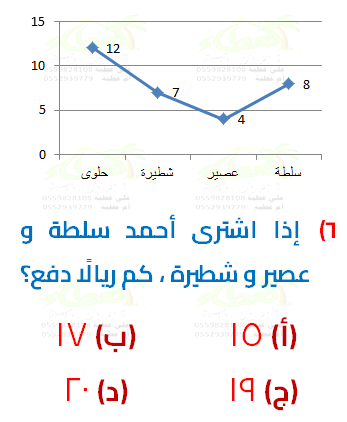 15
12
10
8
7
5
4
0
حلوى شطيرة عصير سلطة
٦) إذا اشترى أحمد سلطة و
عصير و شطيرة ، كم ريالًا دفع؟
(أ) ١٥ (ب) ١٧
(ج) ١٩ (د) ٢٠